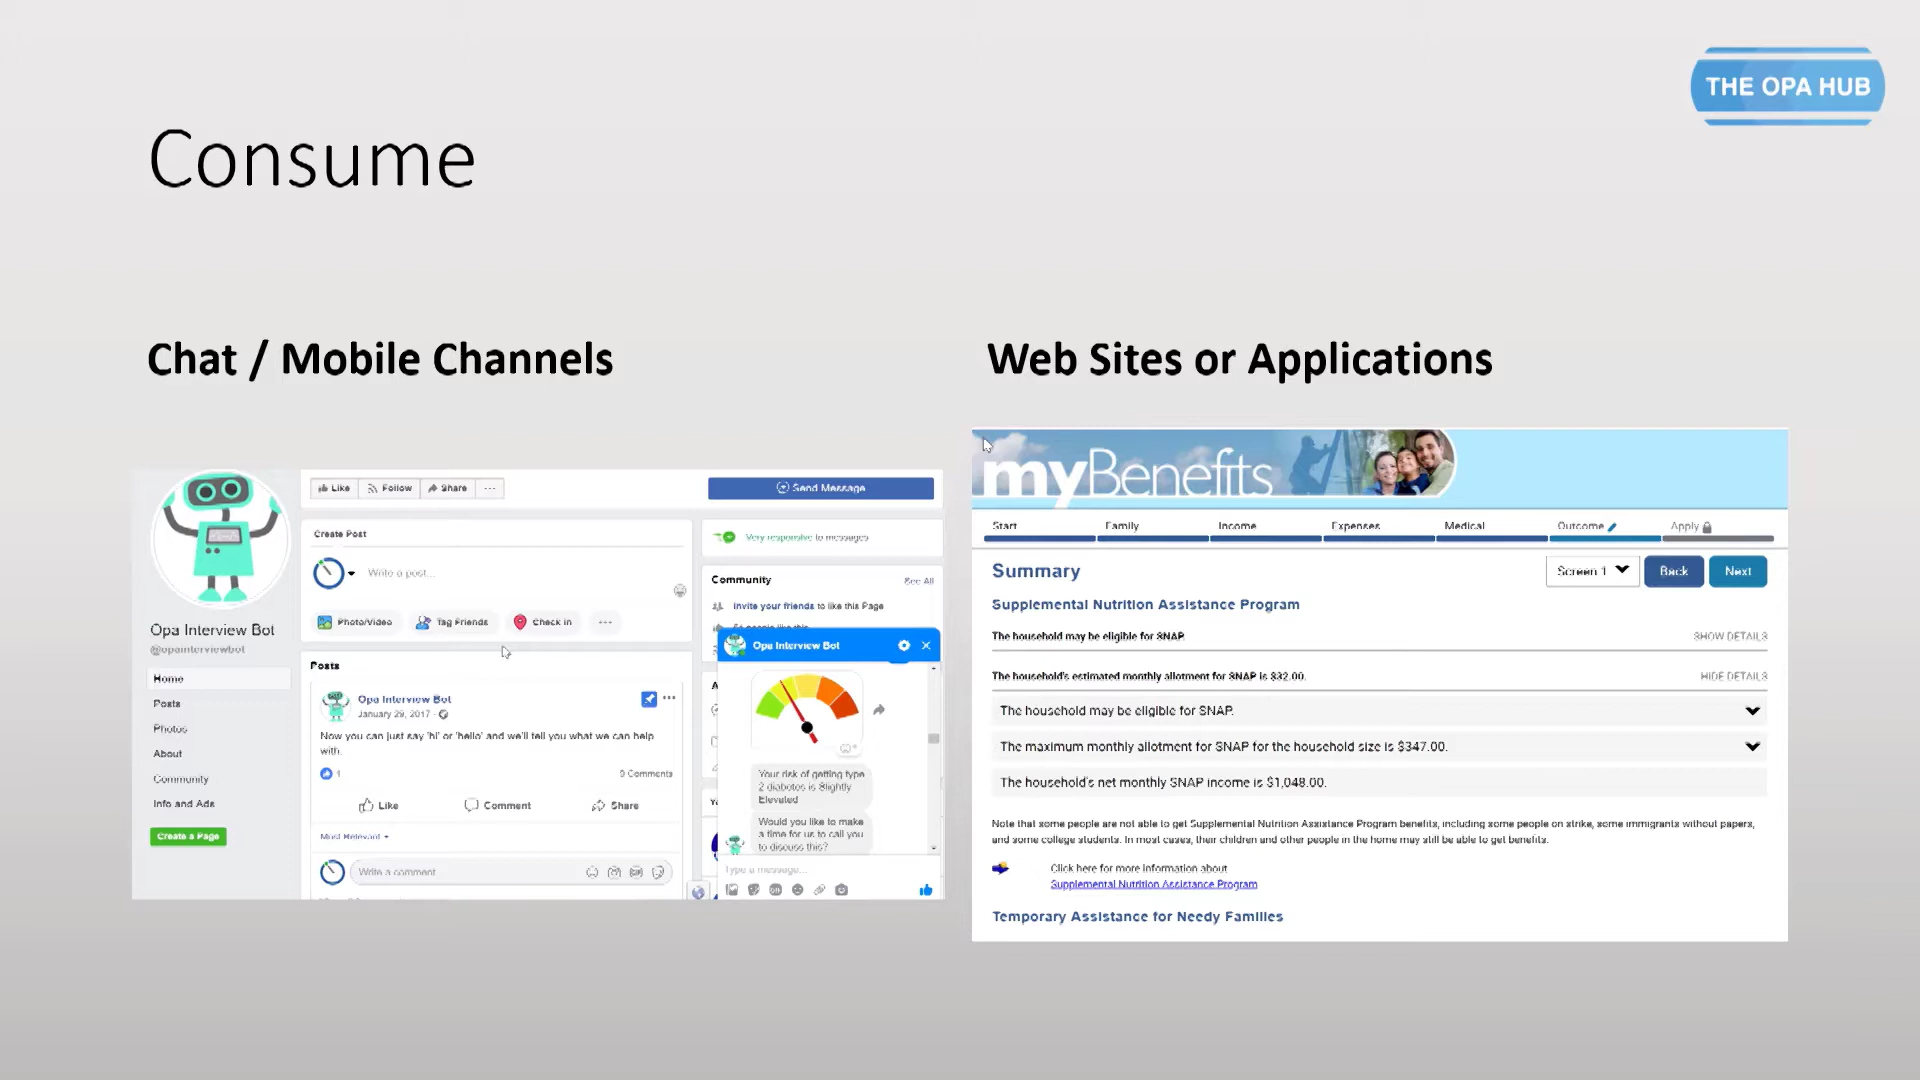 THE OPA HUB
Consume
Chat / Mobile Channels
Web Sites or Applications
Opa Interview Bot
@opainterviewbot
Home
Posts
Photos
About
Community
Info and Ads
Create a Page
Like Follow Share ...
Send Message
Create Post
Write a post...
Photo/Video Tag Friends Check in ...
Posts
Opa Interview Bot
January 29, 2017 ·
Now you can just say 'hi' or 'hello' and we'll tell you what we can help
with.
1
0 Comments
Like Comment Share
Most Relevant
Write a comment
Very responsive to messages
Community
See All
Invite your friends to like this Page
people like this
Opa Interview Bot
Your risk of getting type
2 diabetes is Slightly
Elevated
Would you like to make
a time for us to call you
to discuss this?
Type a message...
myBenefits
Start Family Income Expenses Medical Outcome Apply
Summary
Screen 1
Back
Next
Supplemental Nutrition Assistance Program
The household may be eligible for SNAP.
SHOW DETAILS
The household's estimated monthly allotment for SNAP is $32.00.
HIDE DETAILS
The household may be eligible for SNAP.
The maximum monthly allotment for SNAP for the household size is $347.00.
The household's net monthly SNAP income is $1,048.00.
Note that some people are not able to get Supplemental Nutrition Assistance Program benefits, including some people on strike, some immigrants without papers,
and some college students. In most cases, their children and other people in the home may still be able to get benefits.
Click here for more information about
Supplemental Nutrition Assistance Program
Temporary Assistance for Needy Families